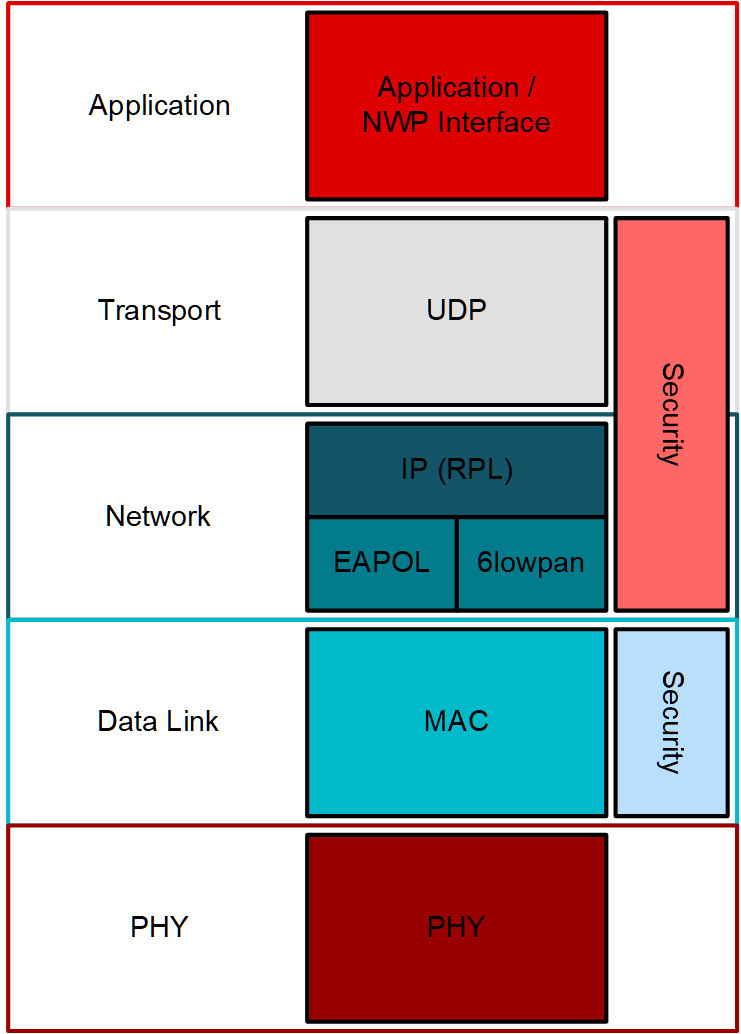 Application
Application /
NWP Interface
Transport
UDP
Security
Network
IP (RPL)
EAPOL
6lowpan
Data Link
MAC
Security
PHY
PHY